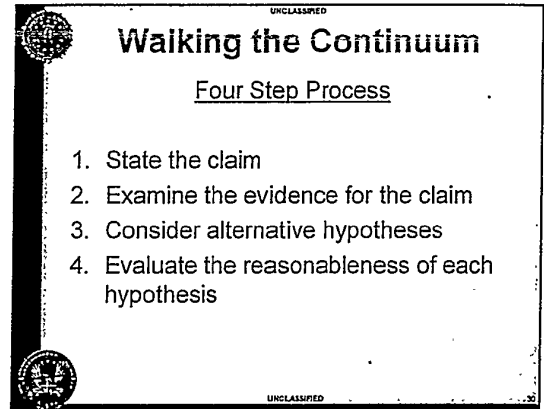 UNCLASSIFIED
Walking the Continuum
Four Step Process
1. State the claim
2. Examine the evidence for the claim
3. Consider alternative hypotheses
4. Evaluate the reasonableness of each
hypothesis
UNCLASSIFIED
30